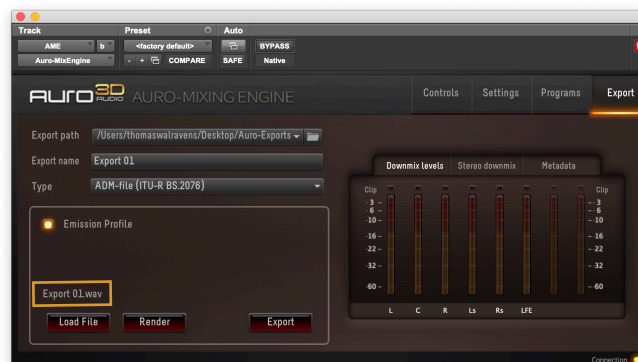 Track Preset Auto
AME b <factory default> BYPASS
Auro-MixEngine - + COMPARE SAFE Native
AURO 3D AUDIO AURO-MIXING ENGINE Controls Settings Programs Export
Export path /Users/thomaswalravens/Desktop/Auro-Exports
Export name Export 01
Type ADM-file (ITU-R BS.2076)
Downmix levels Stereo downmix Metadata
Clip Clip
-3 -3
-6 -6
-10 -10
-16 -16
-22 -22
-32 -32
-60 -60
L C R Ls Rs LFE
Emission Profile
Export 01.wav
Load File Render Export
Connection